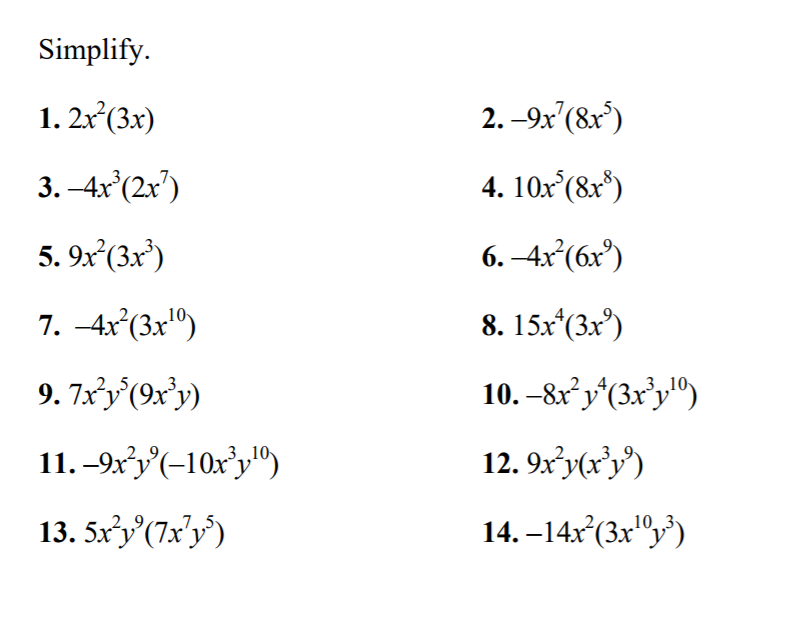 Simplify.
1. 2x²(3x)
2. –9x⁷(8x⁵)
3. –4x³(2x⁷)
4. 10x⁵(8x⁸)
5. 9x²(3x³)
6. –4x²(6x⁹)
7. –4x²(3x¹⁰)
8. 15x⁴(3x⁹)
9. 7x²y⁵(9x³y)
10. –8x² y⁴(3x³y¹⁰)
11. –9x²y⁹(–10x³y¹⁰)
12. 9x²y(x³y⁹)
13. 5x²y⁹(7x⁷y⁵)
14. –14x²(3x¹⁰y³)